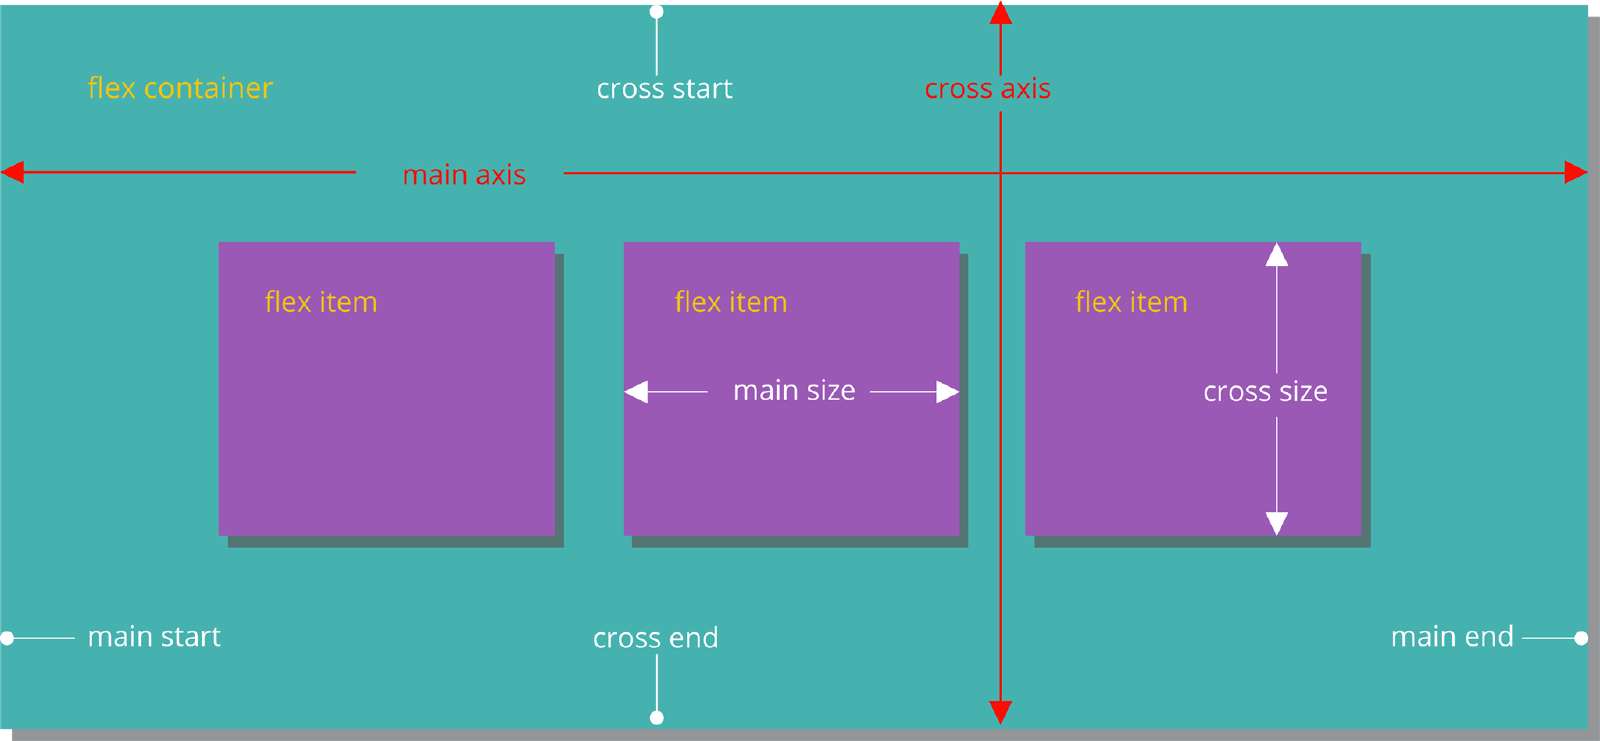 flex container
cross start
cross axis
main axis
flex item
flex item
flex item
main size
cross size
main start
cross end
main end